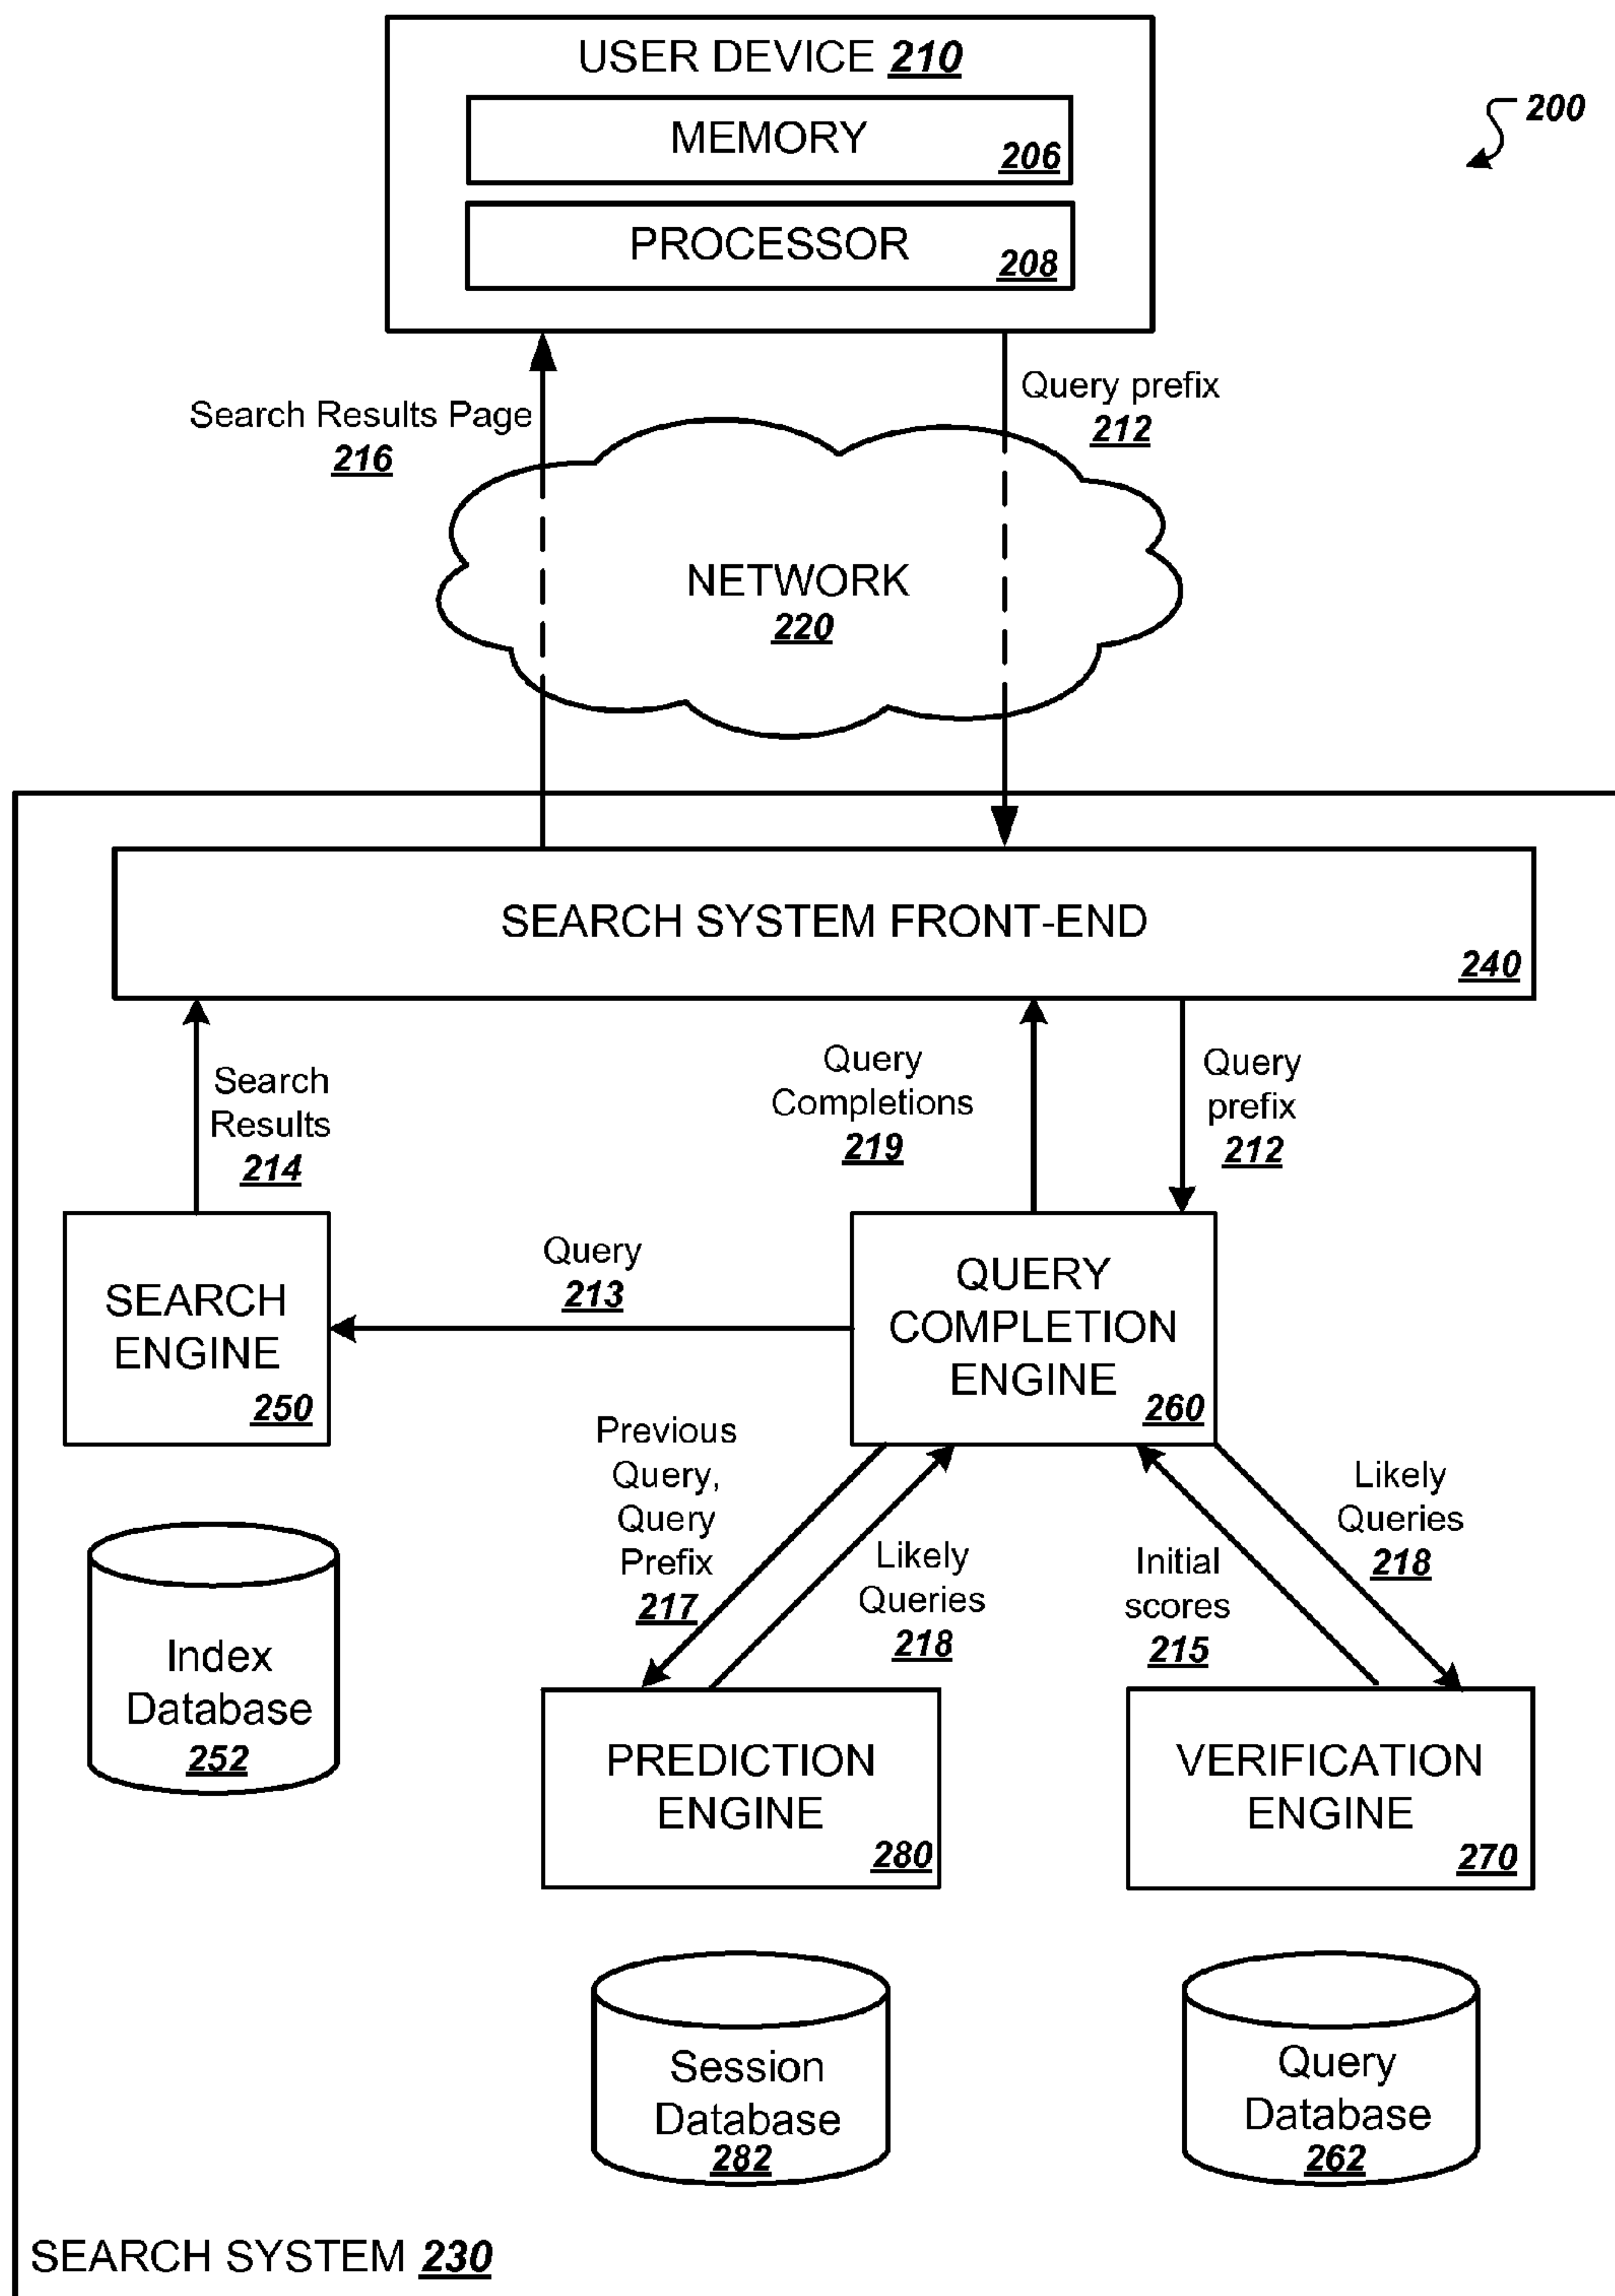 USER DEVICE 210
MEMORY
206
PROCESSOR
208
200
Search Results Page
216
Query prefix
212
NETWORK
220
SEARCH SYSTEM FRONT-END
240
Search
Results
214
Query
Completions
219
Query
prefix
212
SEARCH
ENGINE
250
Query
213
QUERY
COMPLETION
ENGINE
260
Previous
Query,
Query
Prefix
217
Likely
Queries
218
Initial
scores
215
Likely
Queries
218
Index
Database
252
PREDICTION
ENGINE
280
VERIFICATION
ENGINE
270
Session
Database
282
Query
Database
262
SEARCH SYSTEM 230